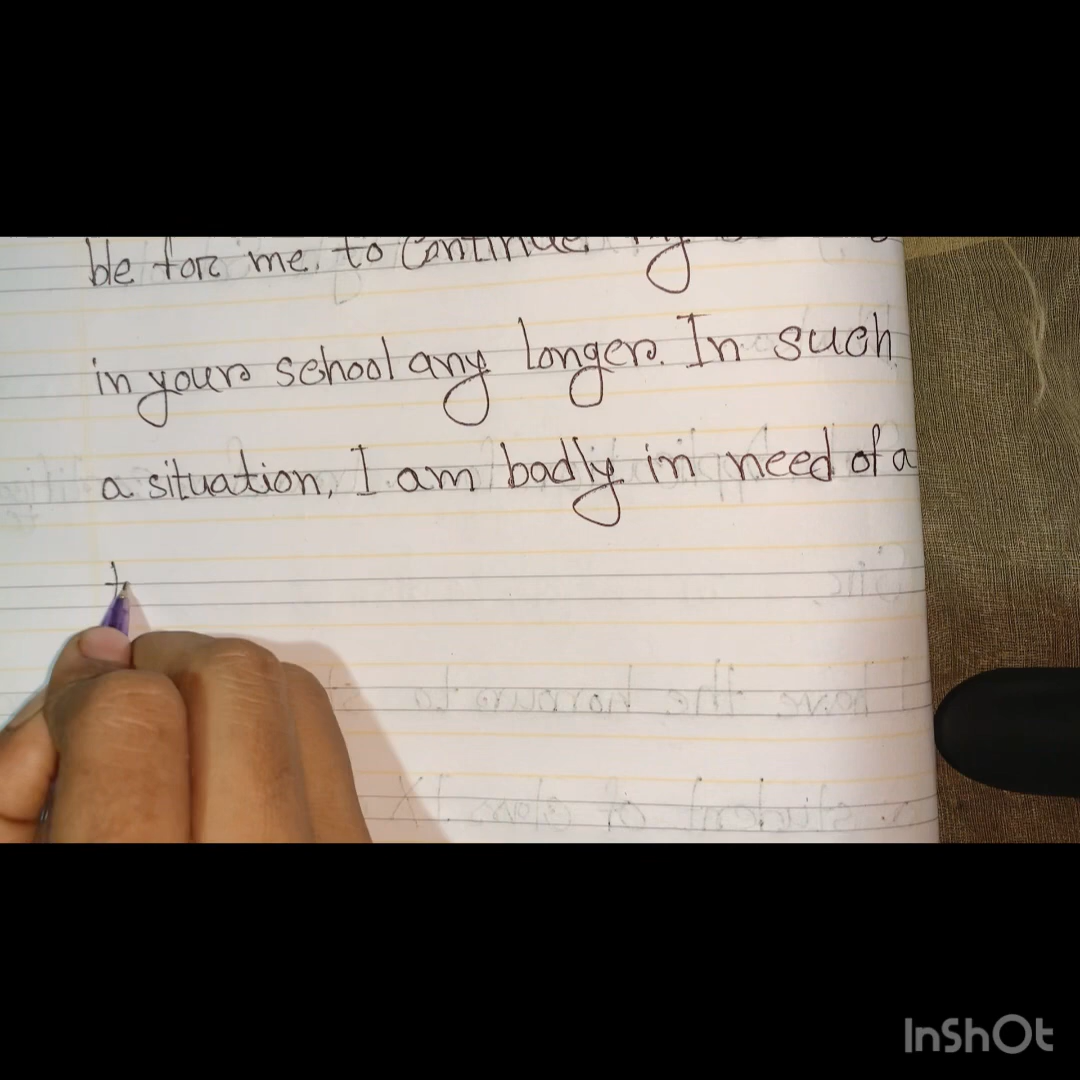 ble for me. to Continue My
in your school any Longer. In such
a situation, I am badly in need of a
t
InShOt